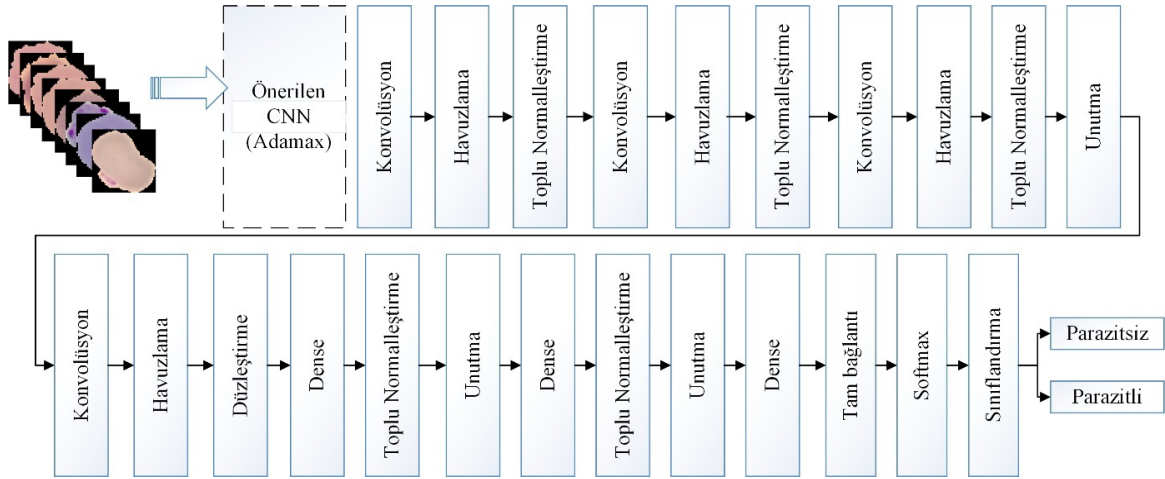 Önerilen
CNN
(Adamax)
Konvolüsyon
Havuzlama
Toplu Normalleştirme
Konvolüsyon
Havuzlama
Toplu Normalleştirme
Konvolüsyon
Havuzlama
Toplu Normalleştirme
Unutma
Konvolüsyon
Havuzlama
Düzleştirme
Dense
Toplu Normalleştirme
Unutma
Dense
Toplu Normalleştirme
Unutma
Dense
Tam bağlantı
Softmax
Sınıflandırma
Parazitsiz
Parazitli